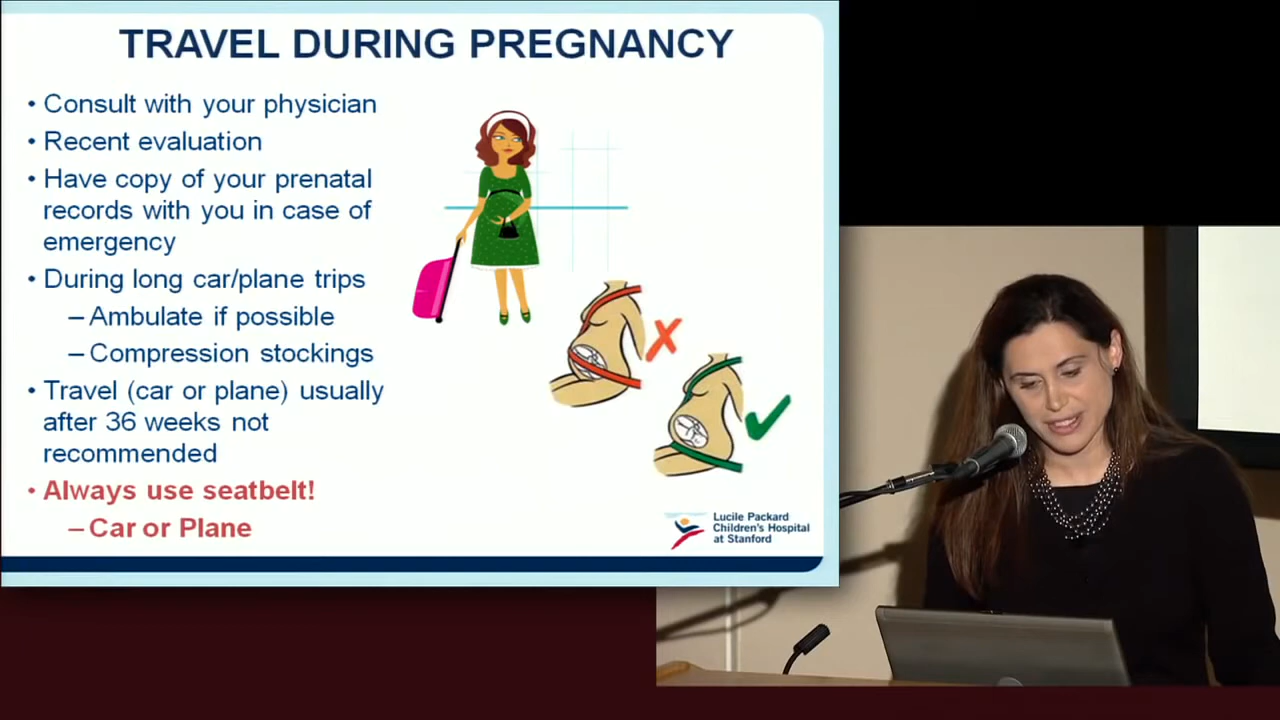 TRAVEL DURING PREGNANCY
• Consult with your physician
• Recent evaluation
• Have copy of your prenatal
records with you in case of
emergency
• During long car/plane trips
– Ambulate if possible
– Compression stockings
• Travel (car or plane) usually
after 36 weeks not
recommended
• Always use seatbelt!
– Car or Plane
Lucile Packard
Children's Hospital
at Stanford